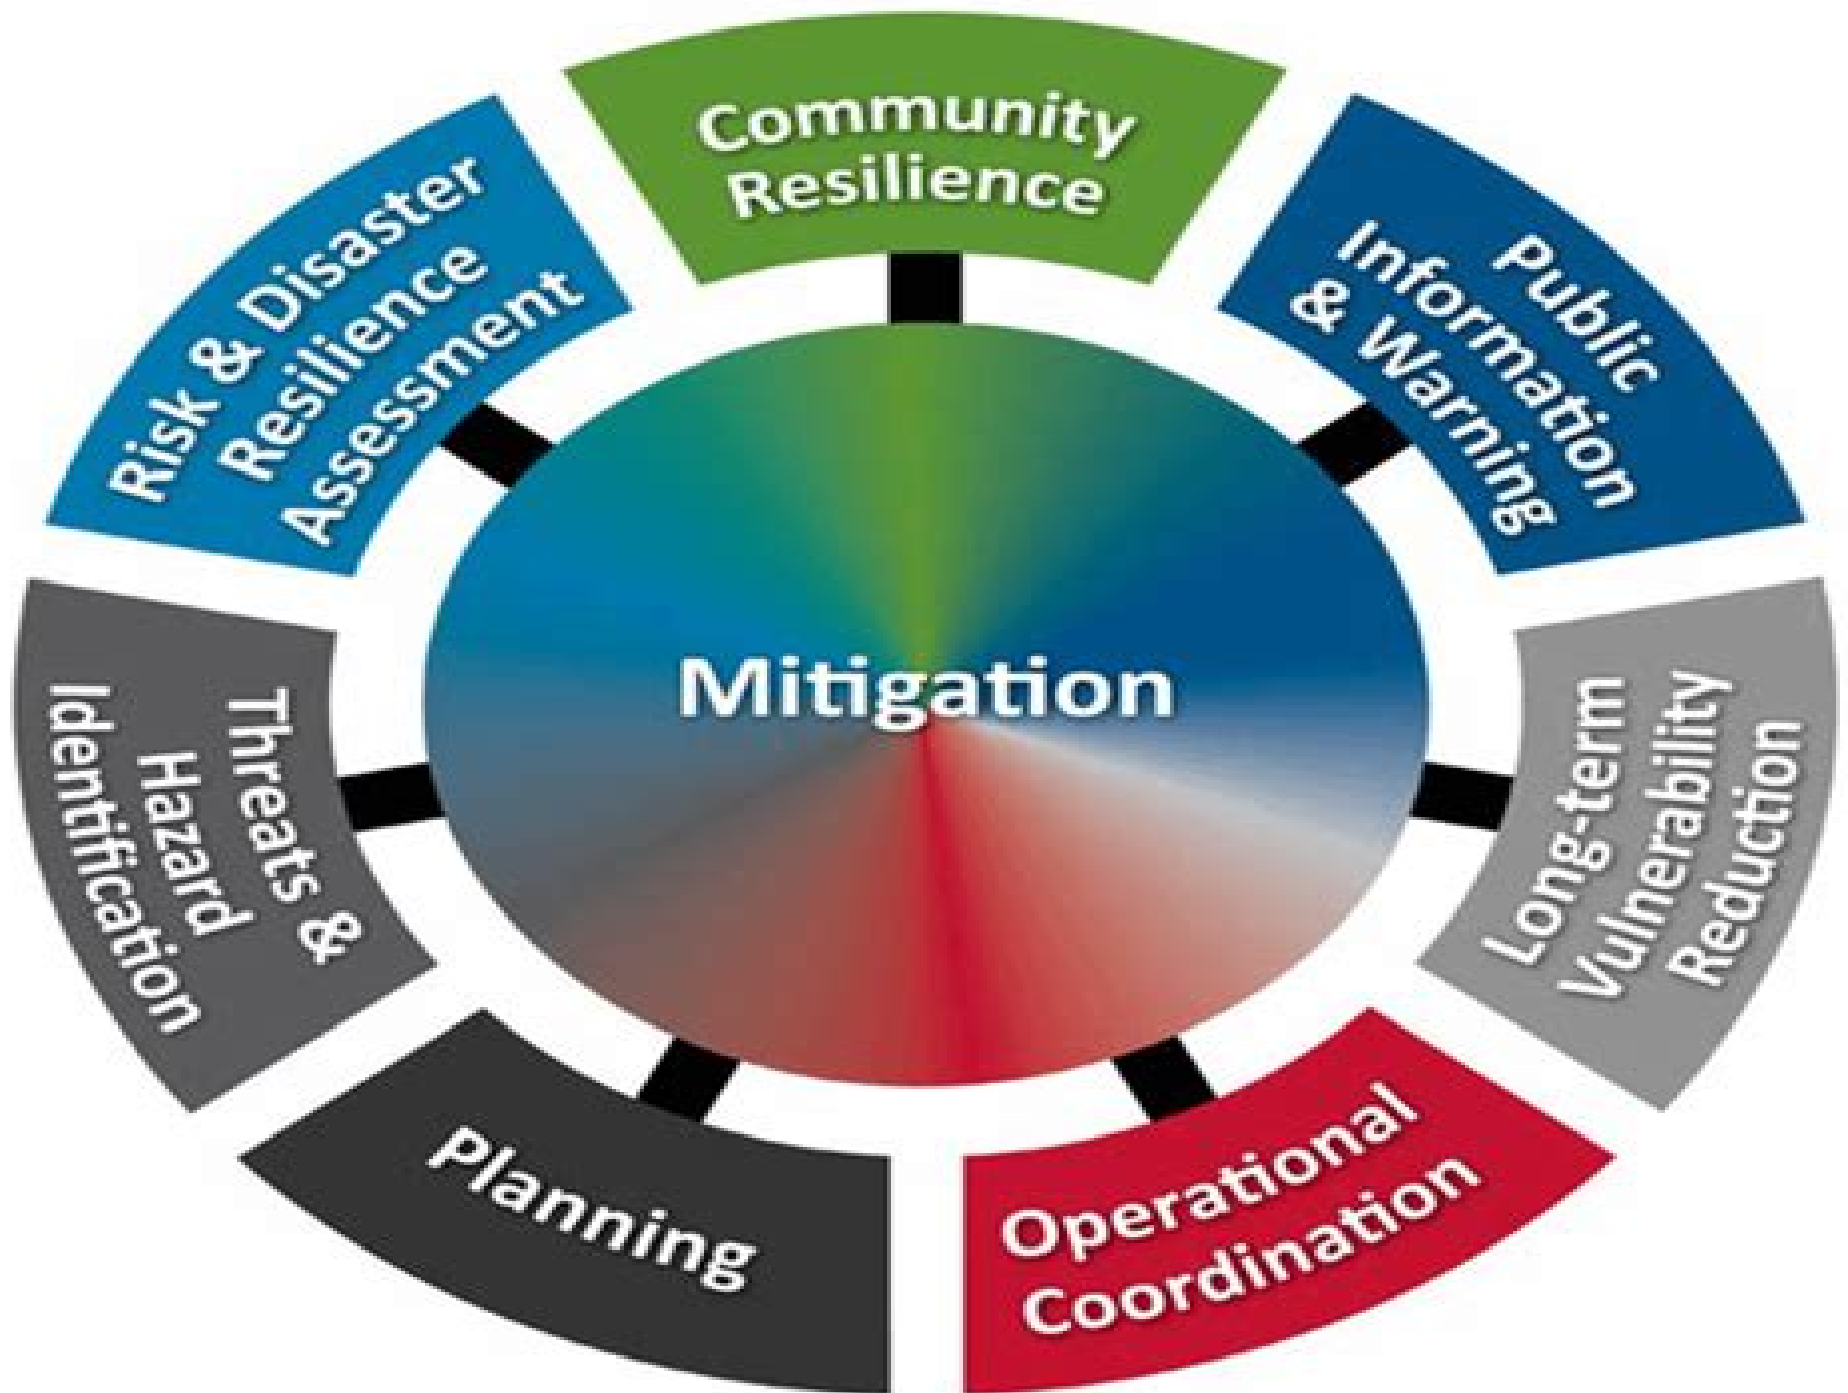 Community
Resilience
Public
Information
& Warning
Long-term
Vulnerability
Reduction
Operational
Coordination
Planning
Threats &
Hazard
Identification
Risk & Disaster
Resilience
Assessment
Mitigation